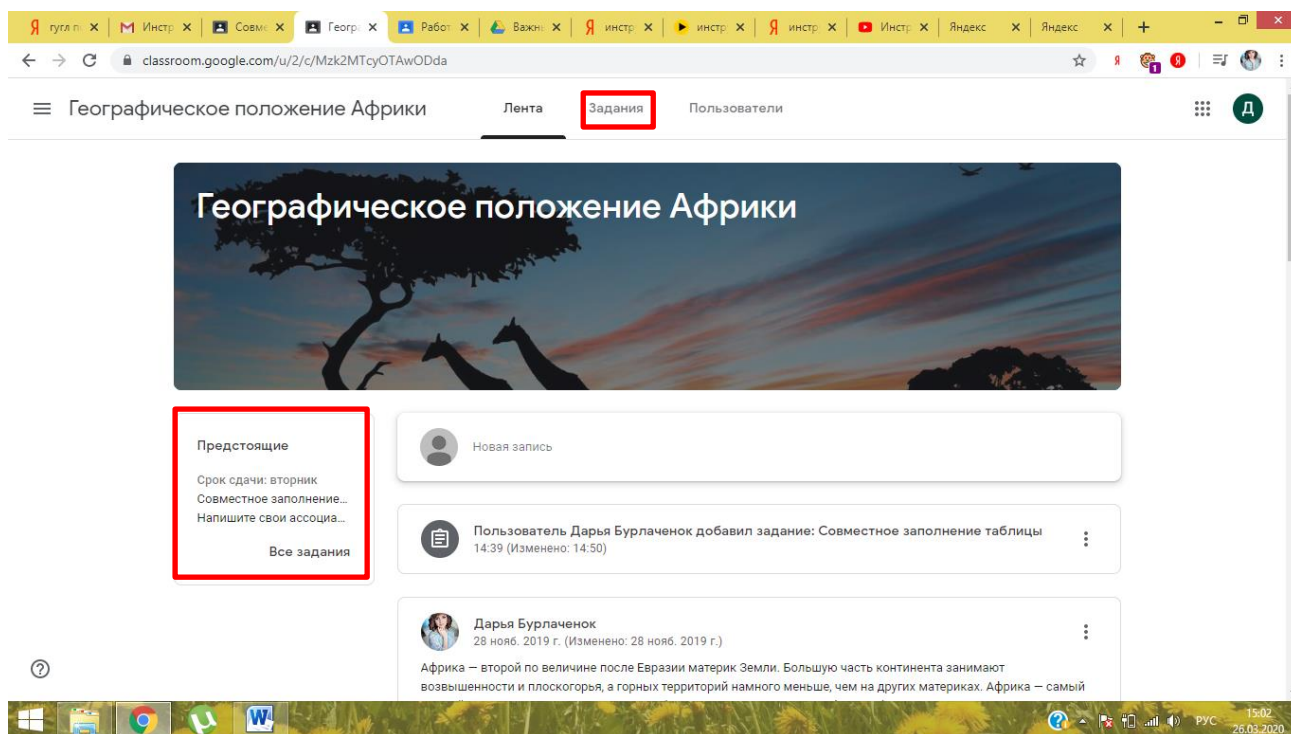 гугл п
Инстр
Совме
Геогр
Работ
Важн
инстр
инстр
инстр
Инстр
Яндекс
Яндекс
classroom.google.com/u/2/c/Mzk2MTcyOTAwODda
Географическое положение Африки
Лента
Задания
Пользователи
Д
Географическое положение Африки
Предстоящие
Срок сдачи: вторник
Совместное заполнение...
Напишите свои ассоциа...
Все задания
Новая запись
Пользователь Дарья Бурлаченок добавил задание: Совместное заполнение таблицы
14:39 (Изменено: 14:50)
Дарья Бурлаченок
28 нояб. 2019 г. (Изменено: 28 нояб. 2019 г.)
Африка — второй по величине после Евразии материк Земли. Большую часть континента занимают
возвышенности и плоскогорья, а горных территорий намного меньше, чем на других материках. Африка — самый
РУС
15:02
26.03.2020